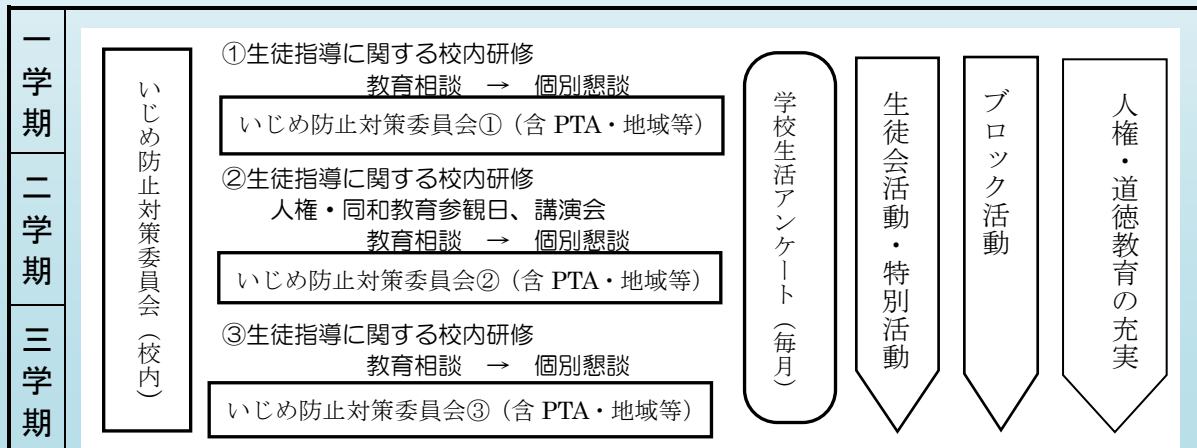 一学期
いじめ防止対策委員会（校内）
①生徒指導に関する校内研修
教育相談 → 個別懇談
いじめ防止対策委員会①（含 PTA・地域等）
二学期
②生徒指導に関する校内研修
人権・同和教育参観日、講演会
教育相談 → 個別懇談
いじめ防止対策委員会②（含 PTA・地域等）
三学期
③生徒指導に関する校内研修
教育相談 → 個別懇談
いじめ防止対策委員会③（含 PTA・地域等）
学校生活アンケート（毎月）
生徒会活動・特別活動
ブロック活動
人権・道徳教育の充実